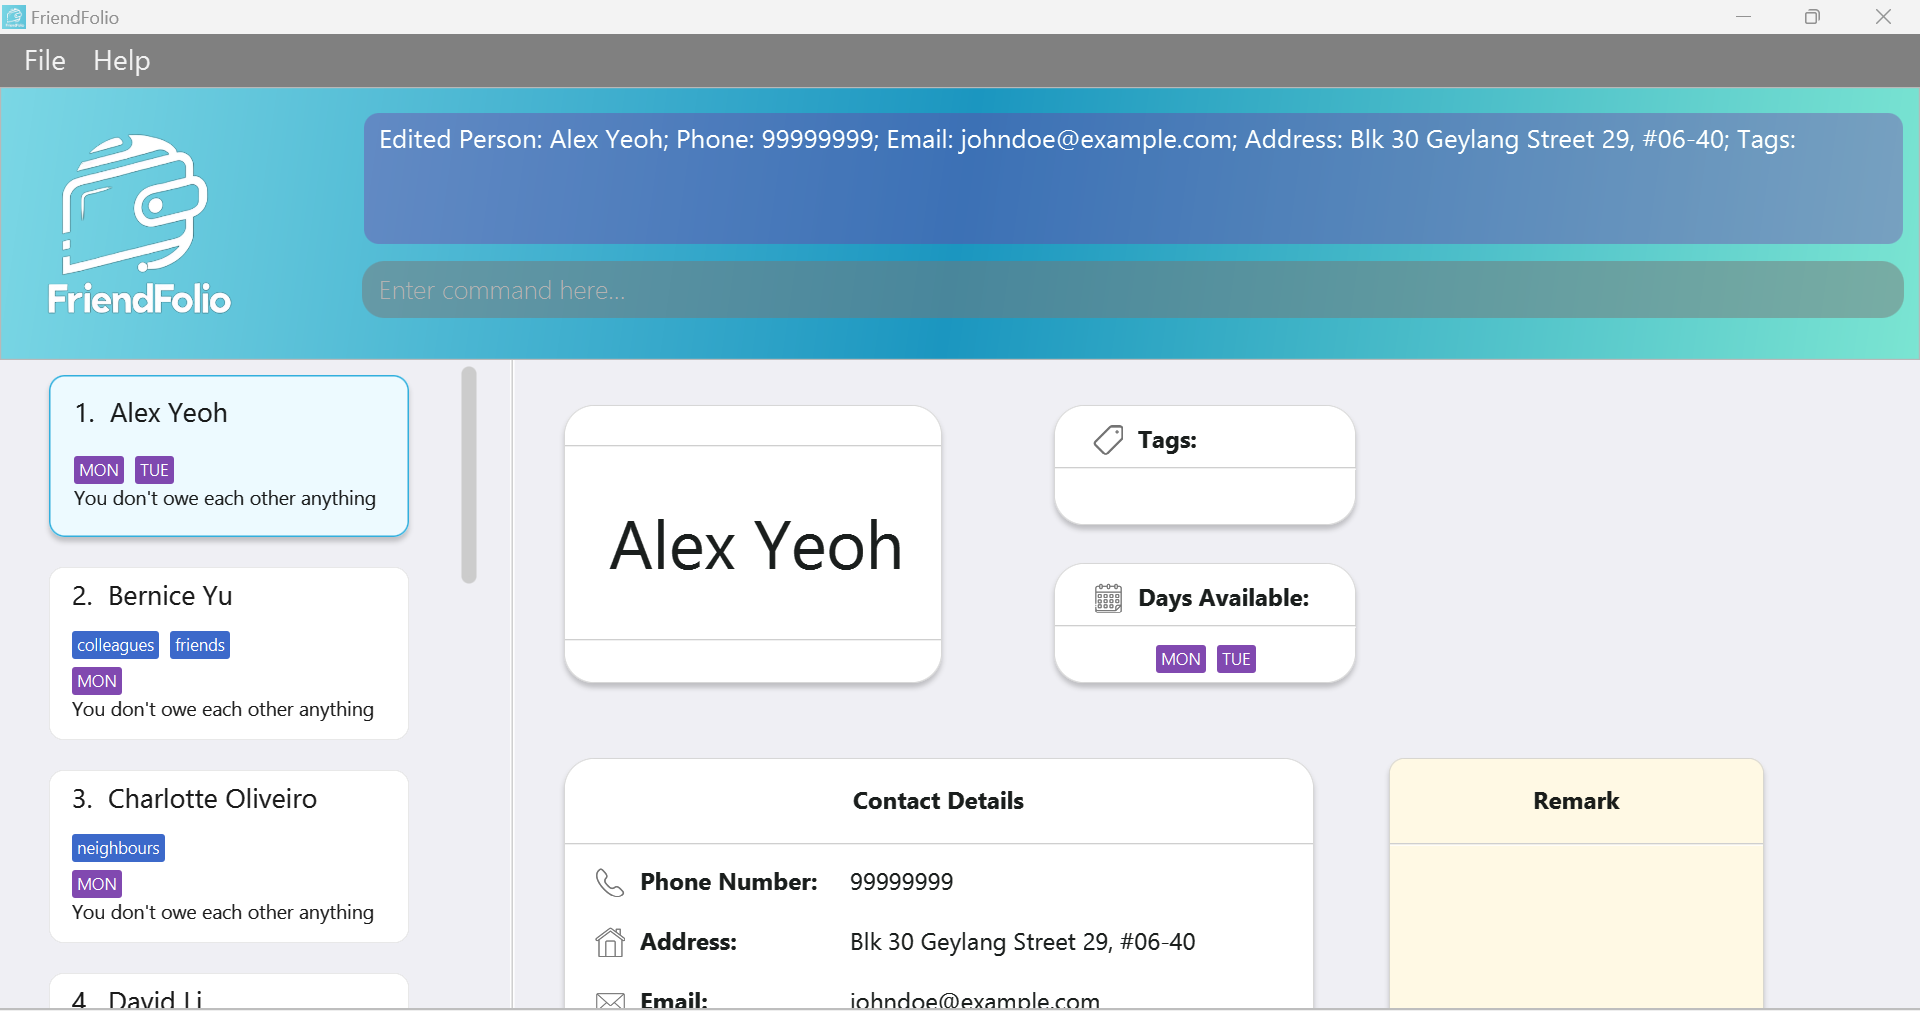 FriendFolio
File Help
Edited Person: Alex Yeoh; Phone: 99999999; Email: johndoe@example.com; Address: Blk 30 Geylang Street 29, #06-40; Tags:
Enter command here...
FriendFolio
1. Alex Yeoh
MON TUE
You don't owe each other anything
2. Bernice Yu
colleagues friends
MON
You don't owe each other anything
3. Charlotte Oliveiro
neighbours
MON
You don't owe each other anything
4. David Li
Alex Yeoh
Tags:
Days Available:
MON TUE
Contact Details
Phone Number: 99999999
Address: Blk 30 Geylang Street 29, #06-40
Email: johndoe@example.com
Remark